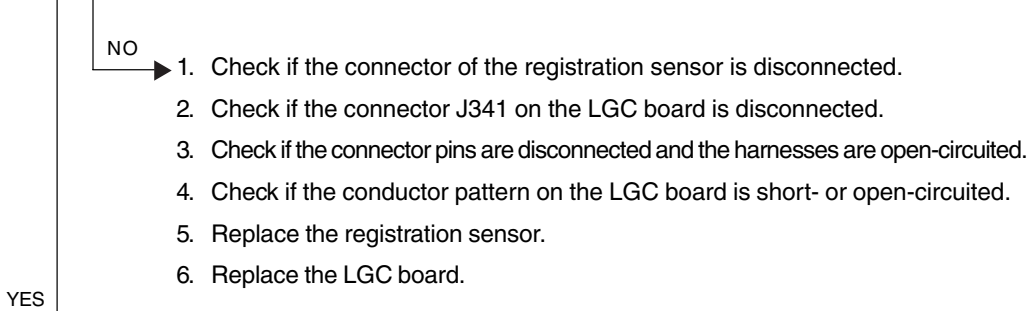 NO
1. Check if the connector of the registration sensor is disconnected.
2. Check if the connector J341 on the LGC board is disconnected.
3. Check if the connector pins are disconnected and the harnesses are open-circuited.
4. Check if the conductor pattern on the LGC board is short- or open-circuited.
5. Replace the registration sensor.
6. Replace the LGC board.
YES